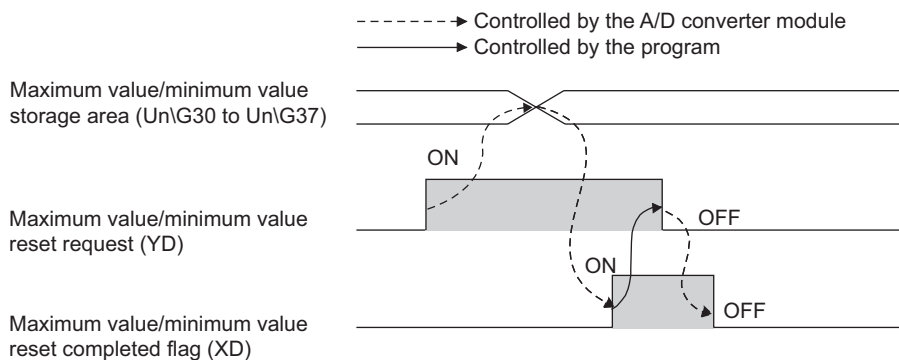 Controlled by the A/D converter module
Controlled by the program
Maximum value/minimum value
storage area (Un\G30 to Un\G37)
ON
Maximum value/minimum value
reset request (YD)
OFF
ON
OFF
Maximum value/minimum value
reset completed flag (XD)